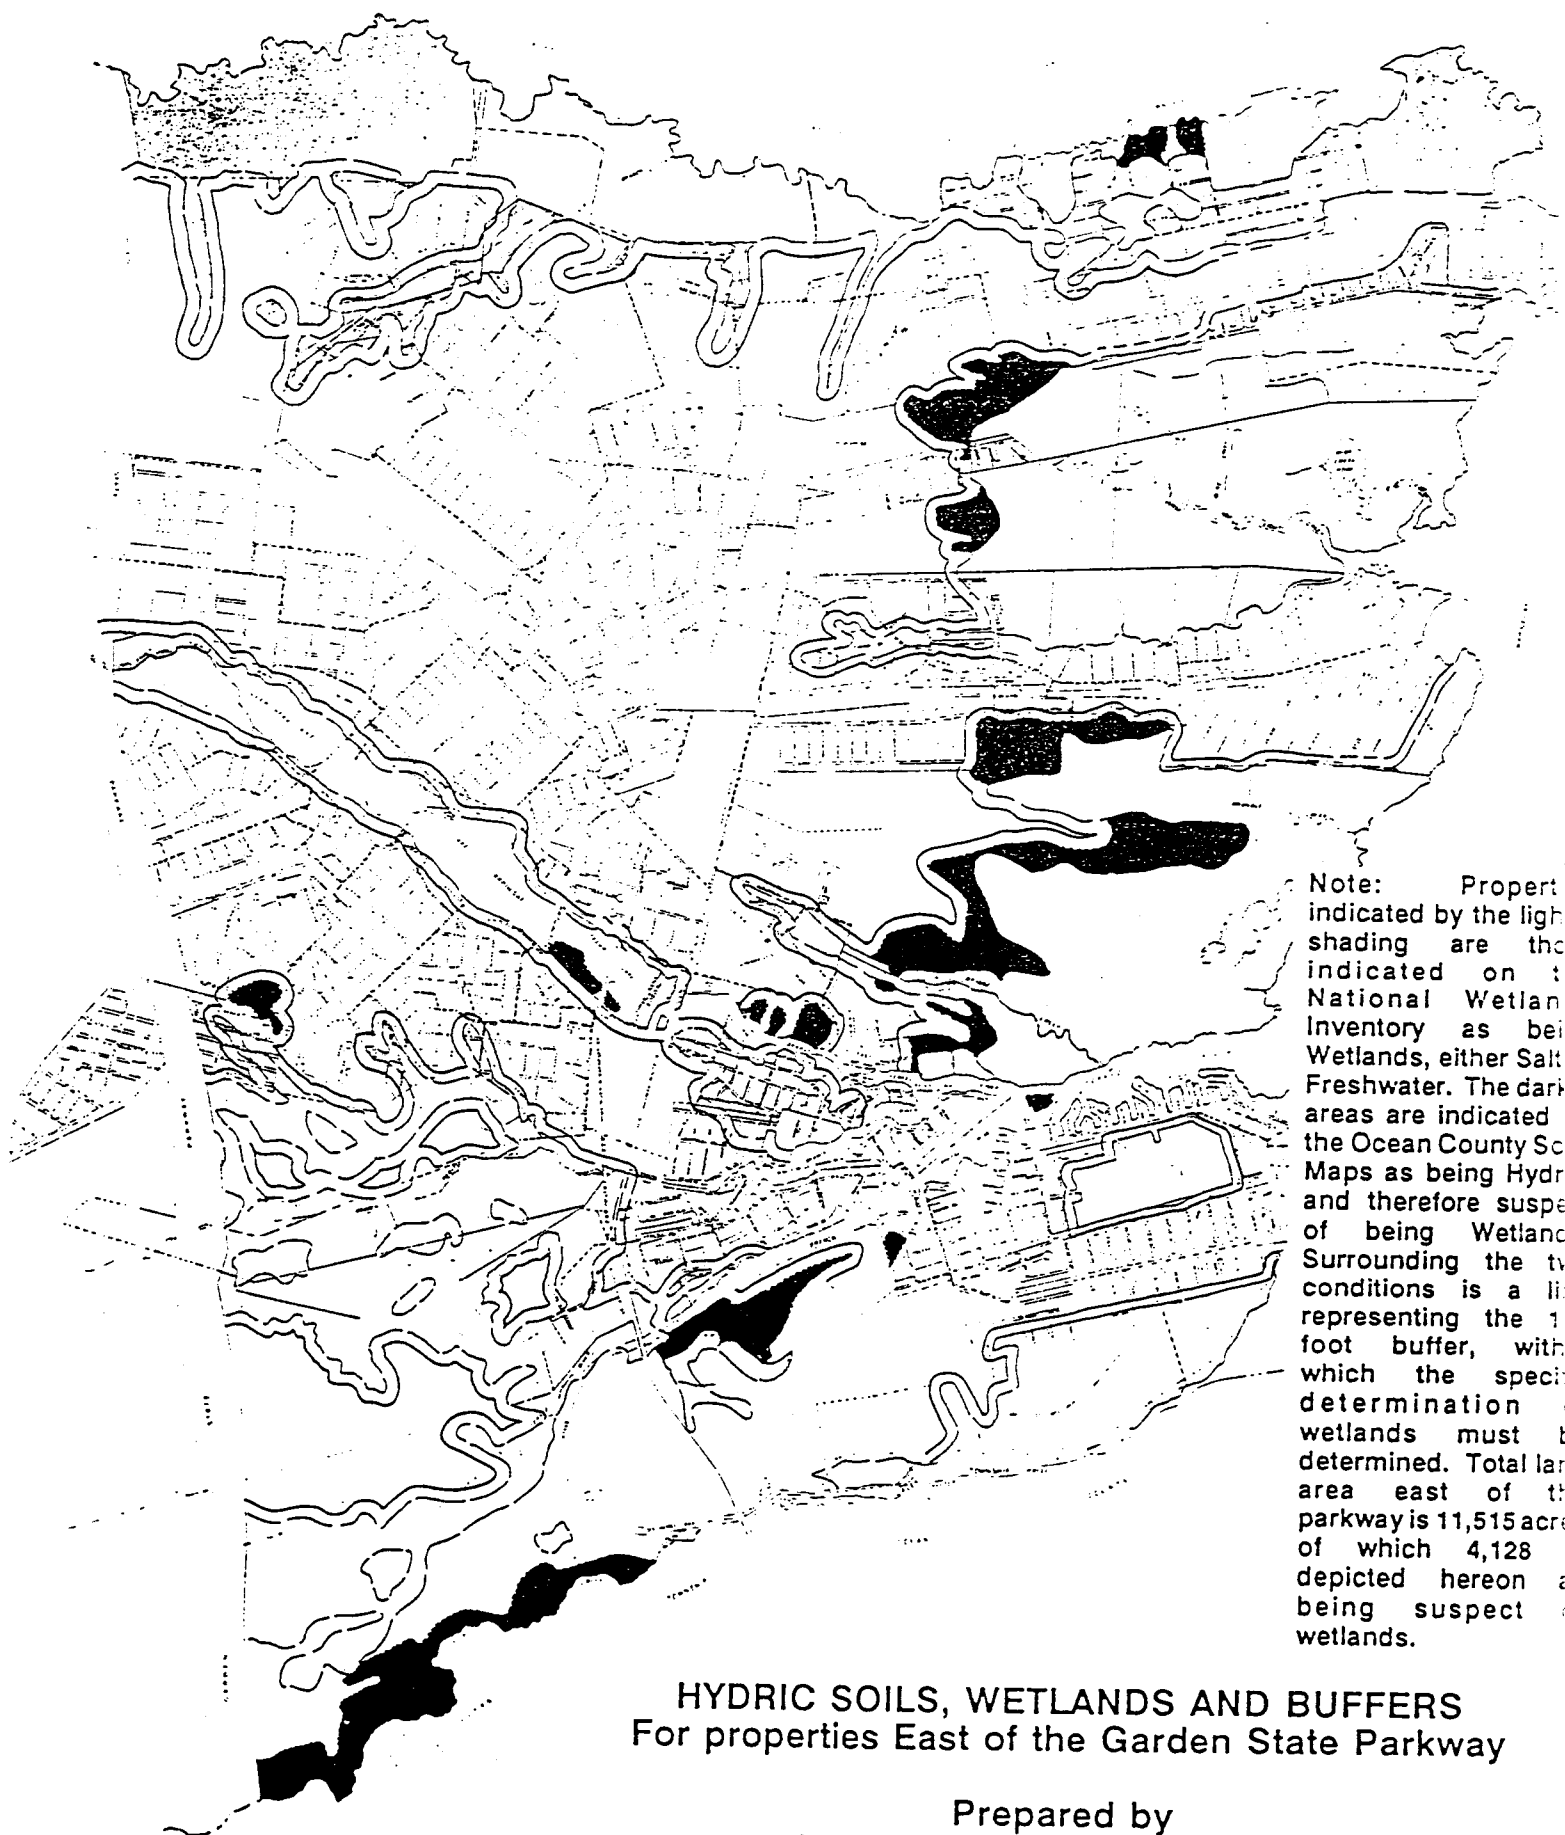 Note: Propert
indicated by the ligh
shading are tho
indicated on t
National Wetlan
Inventory as bei
Wetlands, either Salt
Freshwater. The dark
areas are indicated
the Ocean County So
Maps as being Hydr
and therefore suspe
of being Wetland
Surrounding the tw
conditions is a li
representing the 1
foot buffer, with
which the speci
determination
wetlands must b
determined. Total lan
area east of th
parkway is 11,515 acre
of which 4,128
depicted hereon a
being suspect
wetlands.
HYDRIC SOILS, WETLANDS AND BUFFERS
For properties East of the Garden State Parkway
Prepared by